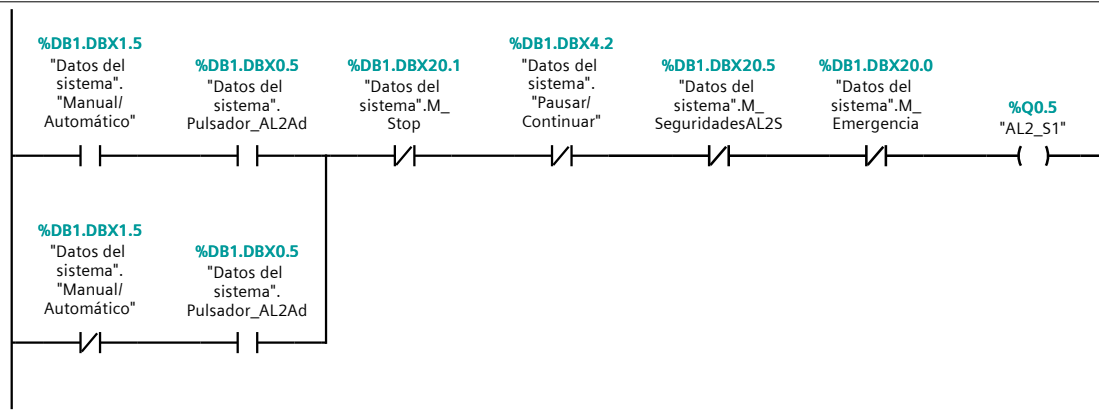 %DB1.DBX1.5
"Datos del
sistema".
"Manual/
Automático"
%DB1.DBX0.5
"Datos del
sistema".
Pulsador_AL2Ad
%DB1.DBX20.1
"Datos del
sistema".M_
Stop
%DB1.DBX4.2
"Datos del
sistema".
"Pausar/
Continuar"
%DB1.DBX20.5
"Datos del
sistema".M_
SeguridadesAL2S
%DB1.DBX20.0
"Datos del
sistema".M_
Emergencia
%Q0.5
"AL2_S1"
%DB1.DBX1.5
"Datos del
sistema".
"Manual/
Automático"
%DB1.DBX0.5
"Datos del
sistema".
Pulsador_AL2Ad